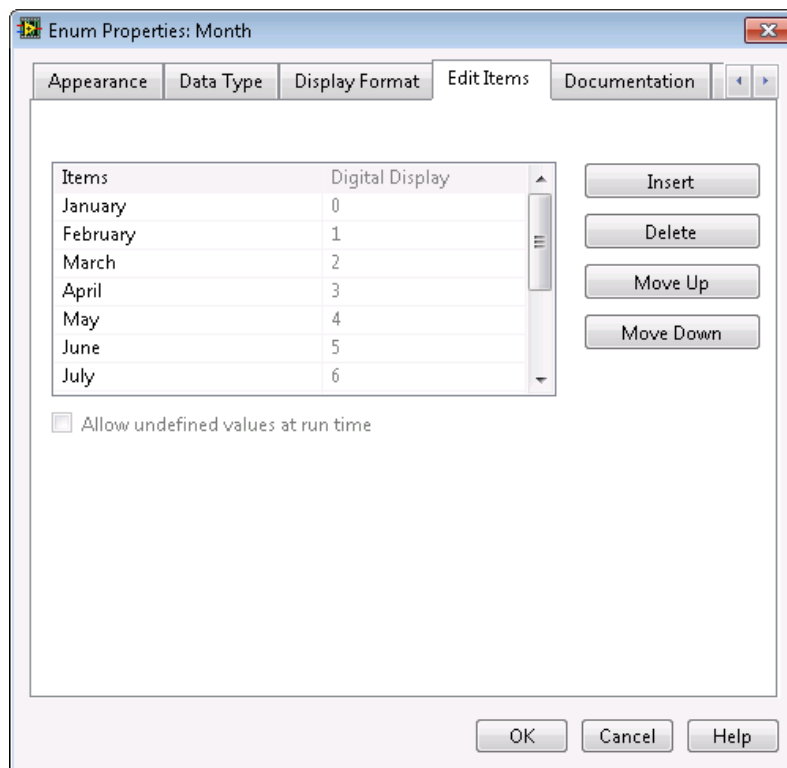 Enum Properties: Month
Appearance Data Type Display Format Edit Items Documentation
Items Digital Display
January 0
February 1
March 2
April 3
May 4
June 5
July 6
Insert
Delete
Move Up
Move Down
Allow undefined values at run time
OK Cancel Help